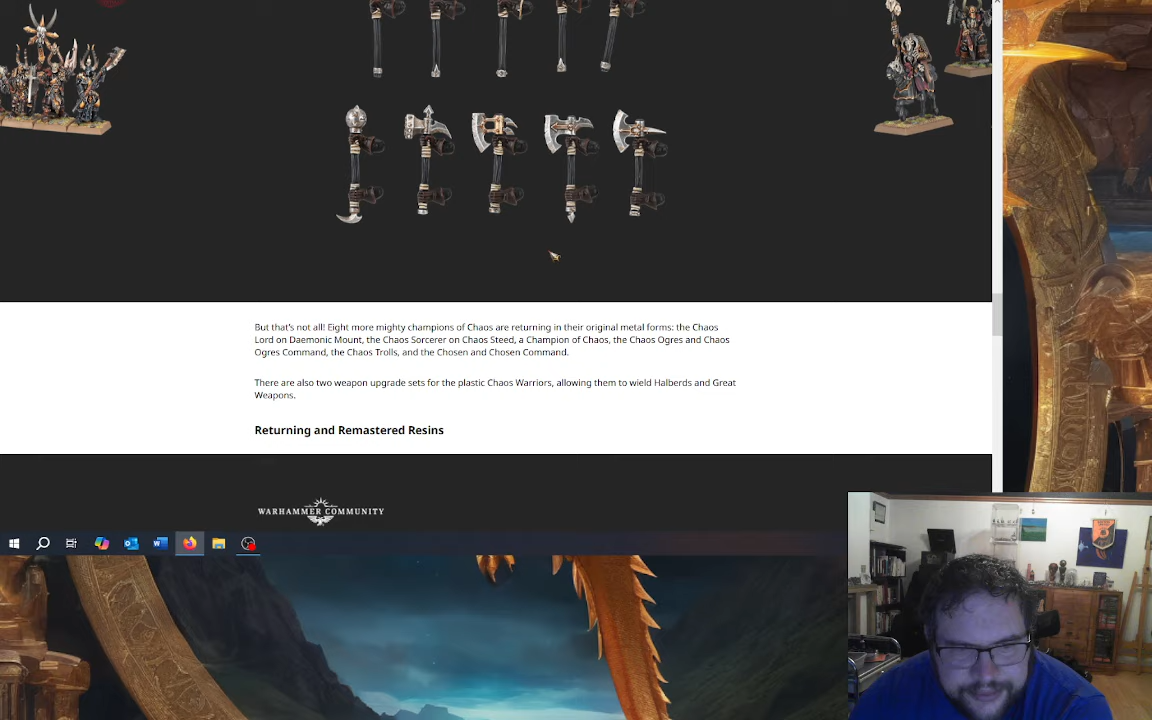 But that's not all! Eight more mighty champions of Chaos are returning in their original metal forms: the Chaos
Lord on Daemonic Mount, the Chaos Sorcerer on Chaos Steed, a Champion of Chaos, the Chaos Ogres and Chaos
Ogres Command, the Chaos Trolls, and the Chosen and Chosen Command.
There are also two weapon upgrade sets for the plastic Chaos Warriors, allowing them to wield Halberds and Great
Weapons.
Returning and Remastered Resins
WARHAMMER COMMUNITY